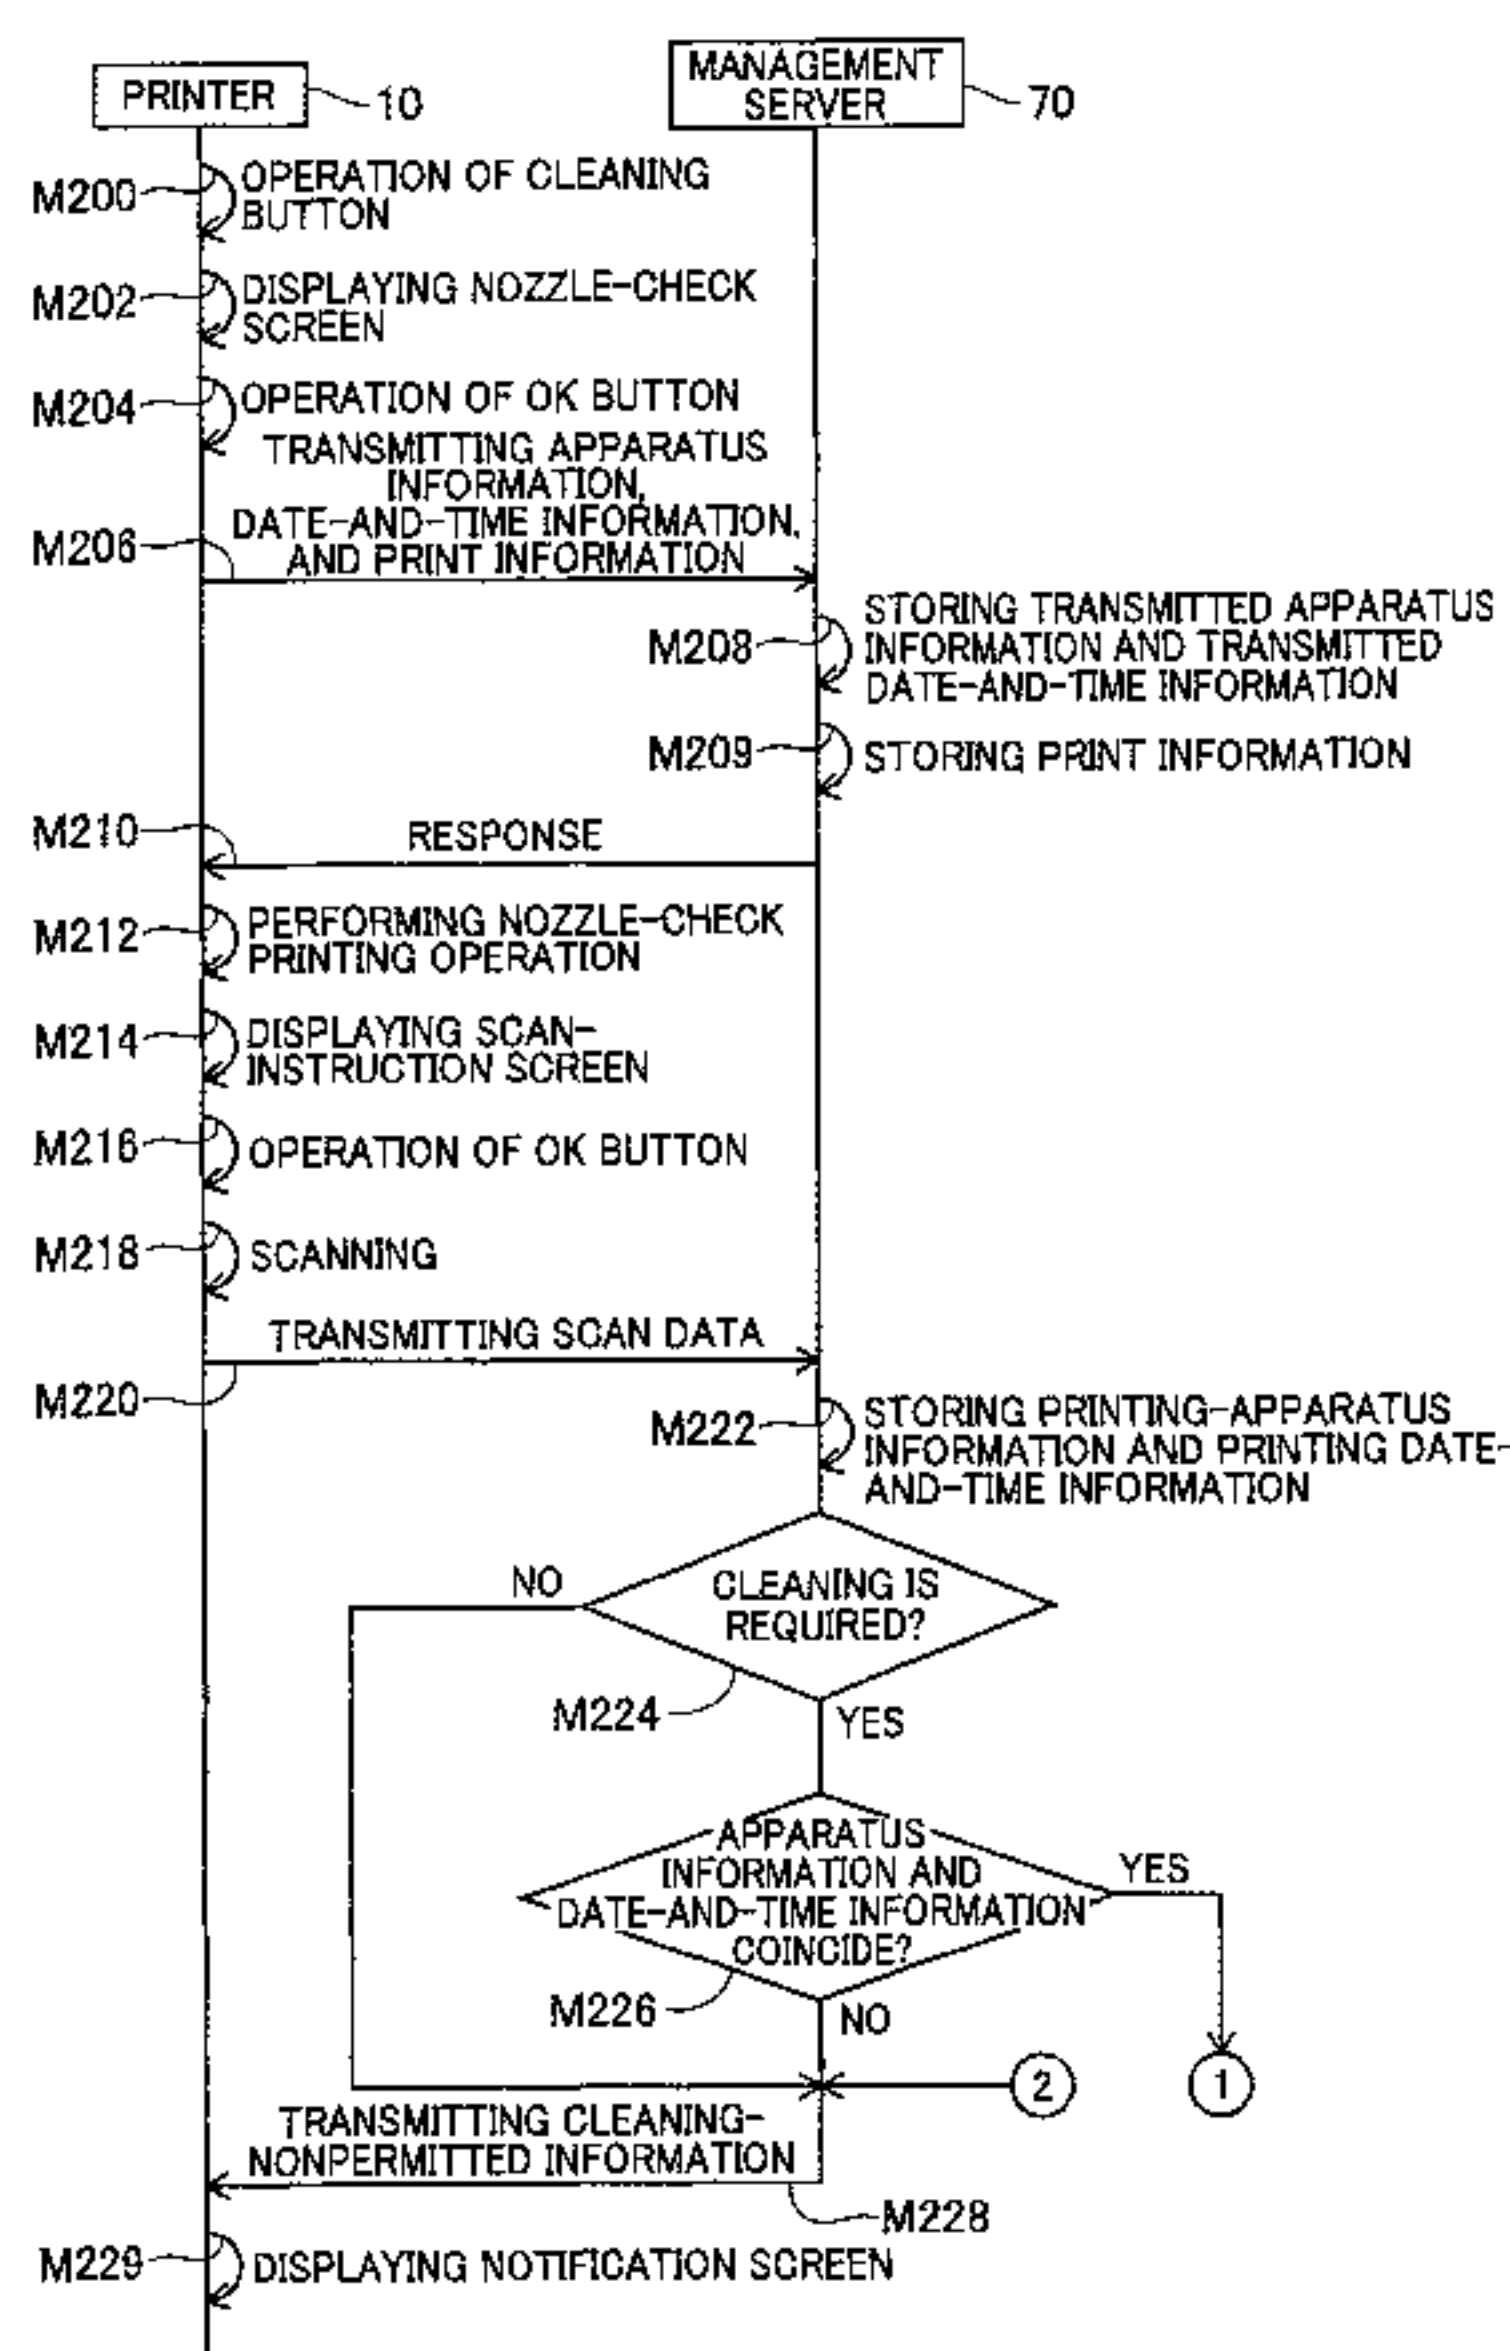 PRINTER
10
MANAGEMENT
SERVER
70
M200
OPERATION OF CLEANING
BUTTON
M202
DISPLAYING NOZZLE-CHECK
SCREEN
M204
OPERATION OF OK BUTTON
TRANSMITTING APPARATUS
INFORMATION,
DATE-AND-TIME INFORMATION,
AND PRINT INFORMATION
M206
M208
STORING TRANSMITTED APPARATUS
INFORMATION AND TRANSMITTED
DATE-AND-TIME INFORMATION
M209
STORING PRINT INFORMATION
M210
RESPONSE
M212
PERFORMING NOZZLE-CHECK
PRINTING OPERATION
M214
DISPLAYING SCAN-
INSTRUCTION SCREEN
M216
OPERATION OF OK BUTTON
M218
SCANNING
TRANSMITTING SCAN DATA
M220
M222
STORING PRINTING-APPARATUS
INFORMATION AND PRINTING DATE-
AND-TIME INFORMATION
NO
CLEANING IS
REQUIRED?
M224
YES
APPARATUS
INFORMATION AND
DATE-AND-TIME INFORMATION
COINCIDE?
YES
M226
NO
2
1
TRANSMITTING CLEANING-
NONPERMITTED INFORMATION
M228
M229
DISPLAYING NOTIFICATION SCREEN